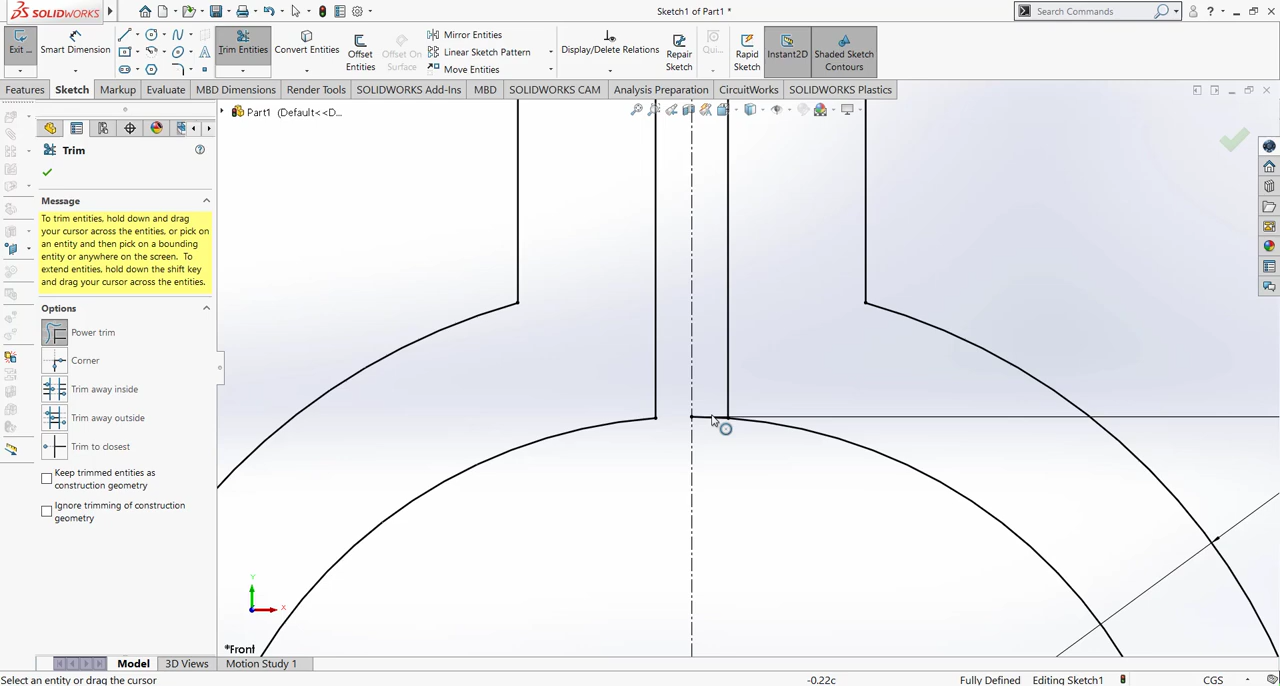 SOLIDWORKS
Sketch1 of Part1 *
Search Commands
Exit ...
Smart Dimension
Trim Entities
Convert Entities
Offset Entities
Offset On Surface
Mirror Entities
Linear Sketch Pattern
Move Entities
Display/Delete Relations
Repair Sketch
Qui...
Rapid Sketch
Instant2D
Shaded Sketch Contours
Features
Sketch
Markup
Evaluate
MBD Dimensions
Render Tools
SOLIDWORKS Add-Ins
MBD
SOLIDWORKS CAM
Analysis Preparation
CircuitWorks
SOLIDWORKS Plastics
Part1 (Default<<D...
Trim
Message
To trim entities, hold down and drag
your cursor across the entities, or pick
on an entity and then pick on a bounding
entity or anywhere on the screen. To
extend entities, hold down the shift key
and drag your cursor across the entities.
Options
Power trim
Corner
Trim away inside
Trim away outside
Trim to closest
Keep trimmed entities as
construction geometry
Ignore trimming of construction
geometry
Y
X
*Front
Model
3D Views
Motion Study 1
Select an entity or drag the cursor
-0.22c
Fully Defined
Editing Sketch1
CGS